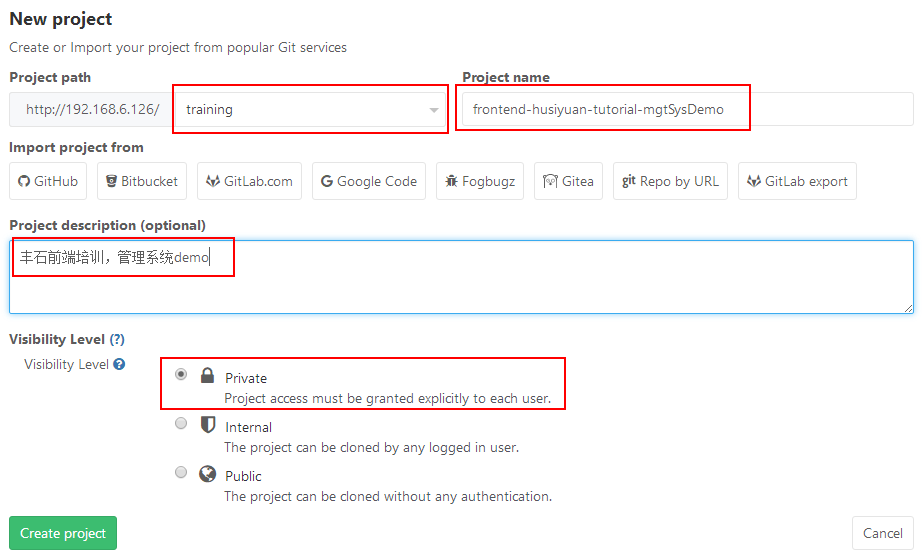 New project
Create or Import your project from popular Git services
Project path Project name
http://192.168.6.126/ training frontend-husiyuan-tutorial-mgtSysDemo
Import project from
GitHub Bitbucket GitLab.com Google Code Fogbugz Gitea git Repo by URL GitLab export
Project description (optional)
丰石前端培训，管理系统demo
Visibility Level (?)
Visibility Level ?
Private
Project access must be granted explicitly to each user.
Internal
The project can be cloned by any logged in user.
Public
The project can be cloned without any authentication.
Create project Cancel